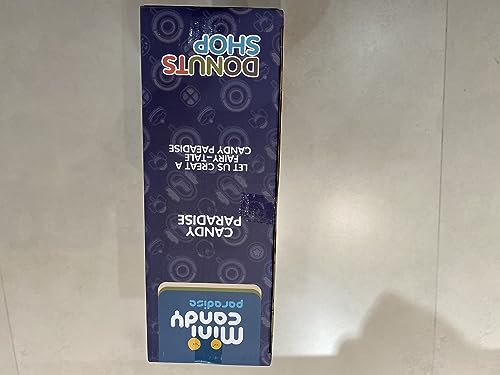 mini
candy
paradise
CANDY
PARADISE
LET US CREAT A
FAIRY-TALE
CANDY PARADISE
DONUTS
SHOP